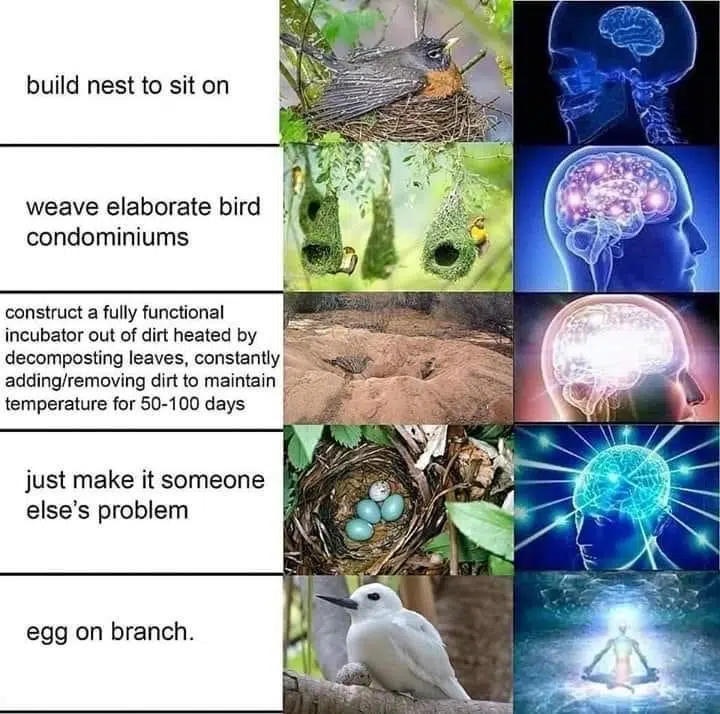 build nest to sit on
weave elaborate bird
condominiums
construct a fully functional
incubator out of dirt heated by
decomposting leaves, constantly
adding/removing dirt to maintain
temperature for 50-100 days
just make it someone
else's problem
egg on branch.